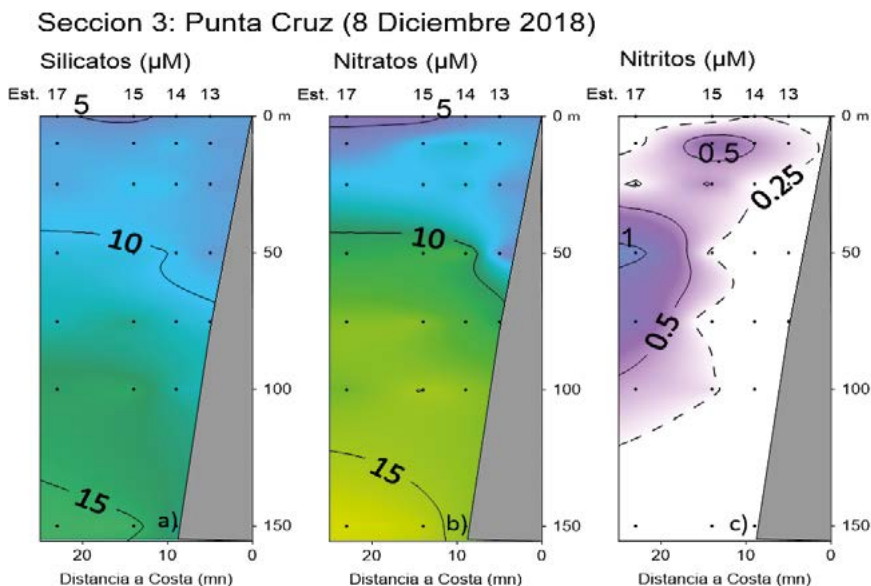 Seccion 3: Punta Cruz (8 Diciembre 2018)
Silicatos (µM) Nitratos (µM) Nitritos (µM)
Est. 17 15 14 13 Est. 17 15 14 13 Est. 17 15 14 13
5 5 0 m 0 m 0 m
0.5
0.25
10 10 1 50 50 50
0.5
100 100 100
15 15
a) b) c) 150 150 150
20 10 0 20 10 0 20 10 0
Distancia a Costa (mn) Distancia a Costa (mn) Distancia a Costa (mn)